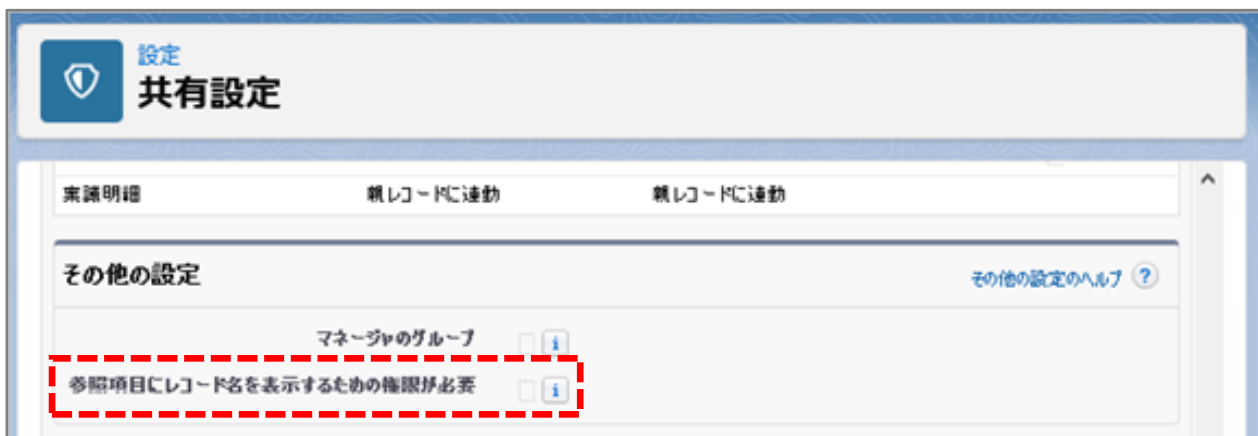 設定
共有設定
稟議明細 親レコードに連動 親レコードに連動
その他の設定 その他の設定のヘルプ ?
マネージャのグループ i
参照項目にレコード名を表示するための権限が必要 i